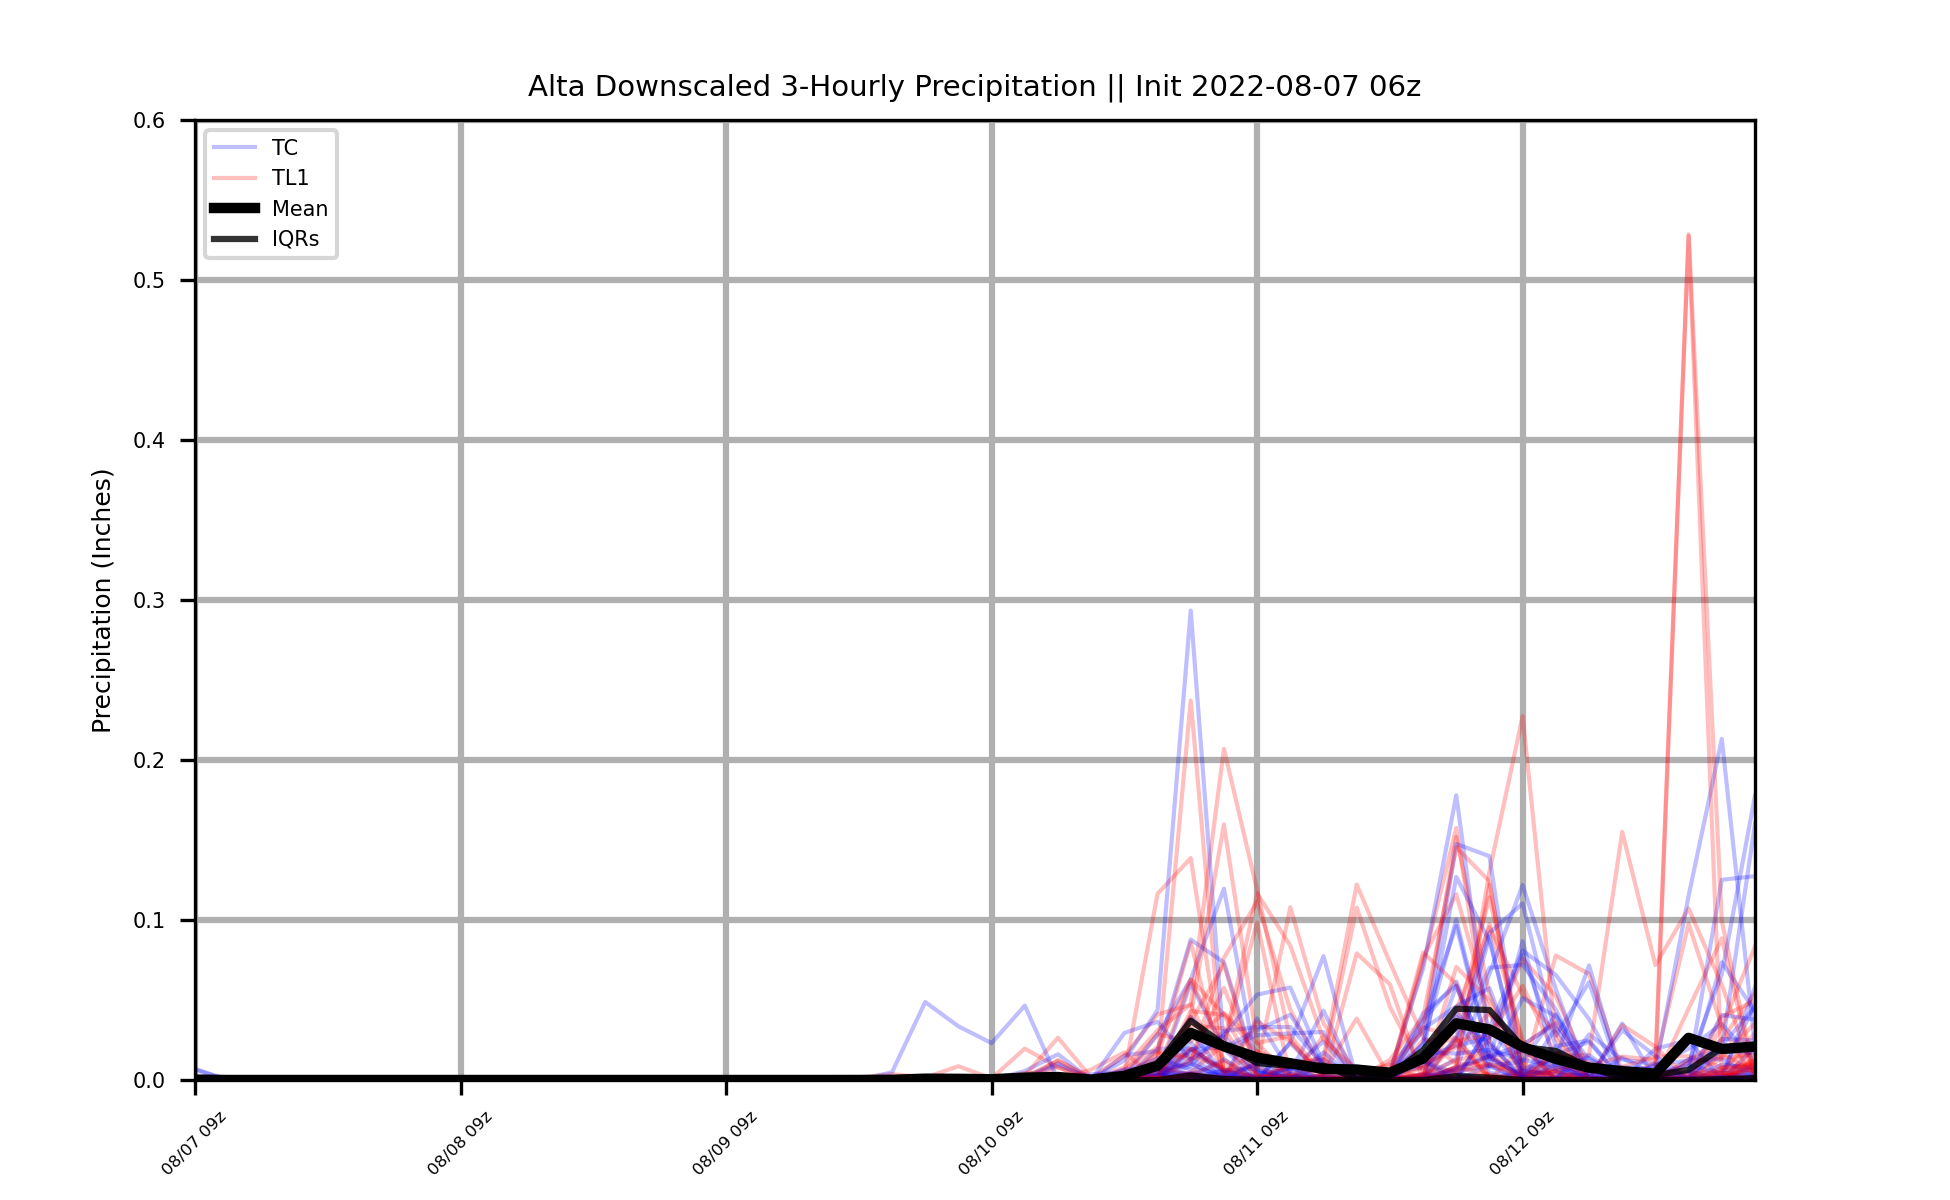 Alta Downscaled 3-Hourly Precipitation || Init 2022-08-07 06z
TC
TL1
Mean
IQRs
Precipitation (Inches)
0.6
0.5
0.4
0.3
0.2
0.1
0.0
08/07 09z
08/08 09z
08/09 09z
08/10 09z
08/11 09z
08/12 09z